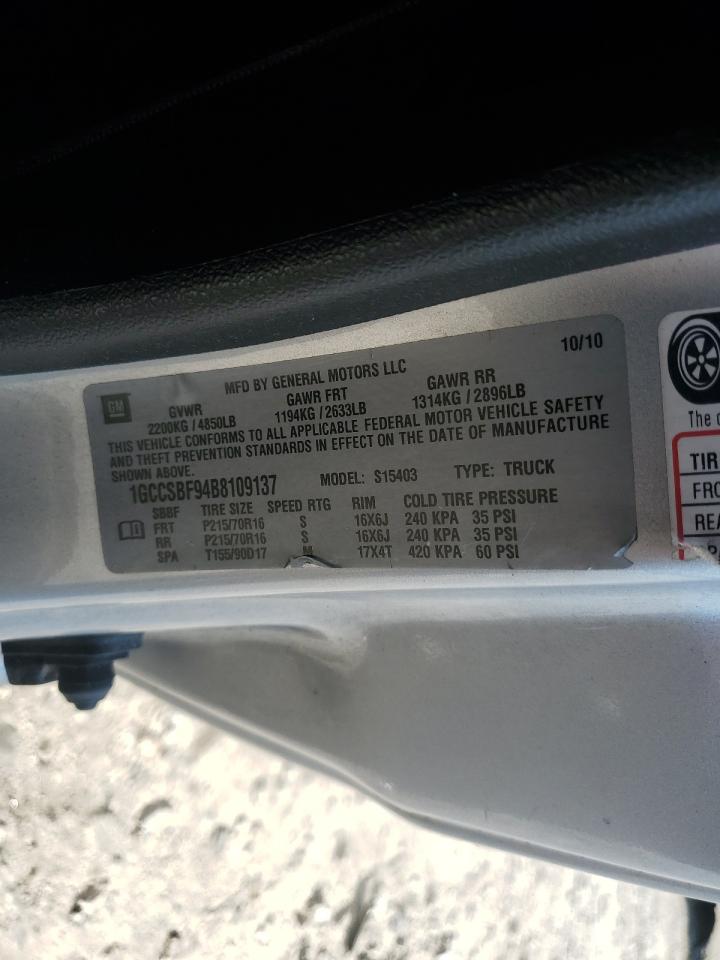 10/10
GM
MFD BY GENERAL MOTORS LLC
GVWR GAWR FRT GAWR RR
2200KG / 4850LB 1194KG / 2633LB 1314KG / 2896LB
THIS VEHICLE CONFORMS TO ALL APPLICABLE FEDERAL MOTOR VEHICLE SAFETY
AND THEFT PREVENTION STANDARDS IN EFFECT ON THE DATE OF MANUFACTURE
SHOWN ABOVE.
1GCCSBF94B8109137 MODEL: S15403 TYPE: TRUCK
SBBF TIRE SIZE SPEED RTG RIM COLD TIRE PRESSURE
FRT P215/70R16 S 16X6J 240 KPA 35 PSI
RR P215/70R16 S 16X6J 240 KPA 35 PSI
SPA T155/90D17 M 17X4T 420 KPA 60 PSI
The
TIR
FRO
REA